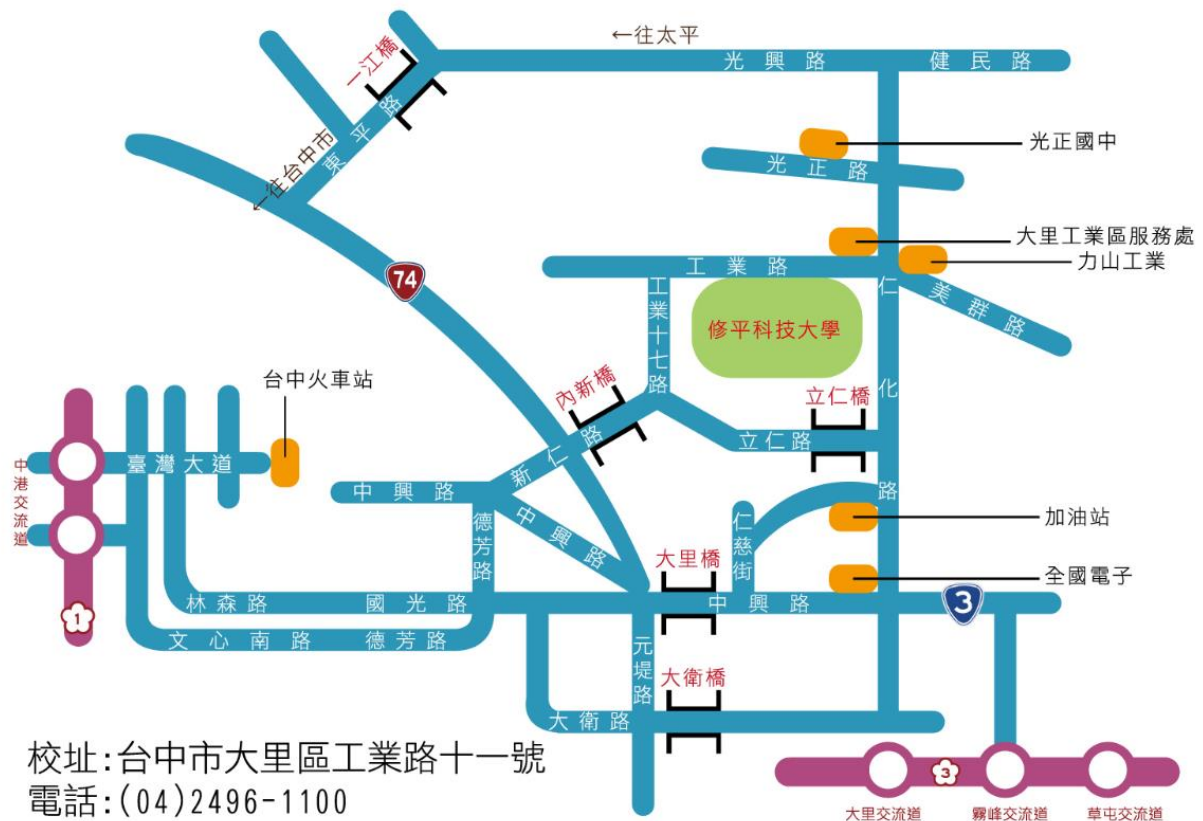 ←往太平
光興路
健民路
一江橋
東平路
←往台中市
光正國中
光正路
大里工業區服務處
力山工業
工業路
美群路
74
工業十七路
修平科技大學
仁化路
台中火車站
內新橋
立仁橋
立仁路
新仁路
臺灣大道
中港交流道
中興路
中興路
德芳路
仁慈街
加油站
大里橋
全國電子
林森路
國光路
中興路
3
1
文心南路
德芳路
元堤路
大衛橋
大衛路
校址:台中市大里區工業路十一號
電話:(04)2496-1100
3
大里交流道
霧峰交流道
草屯交流道